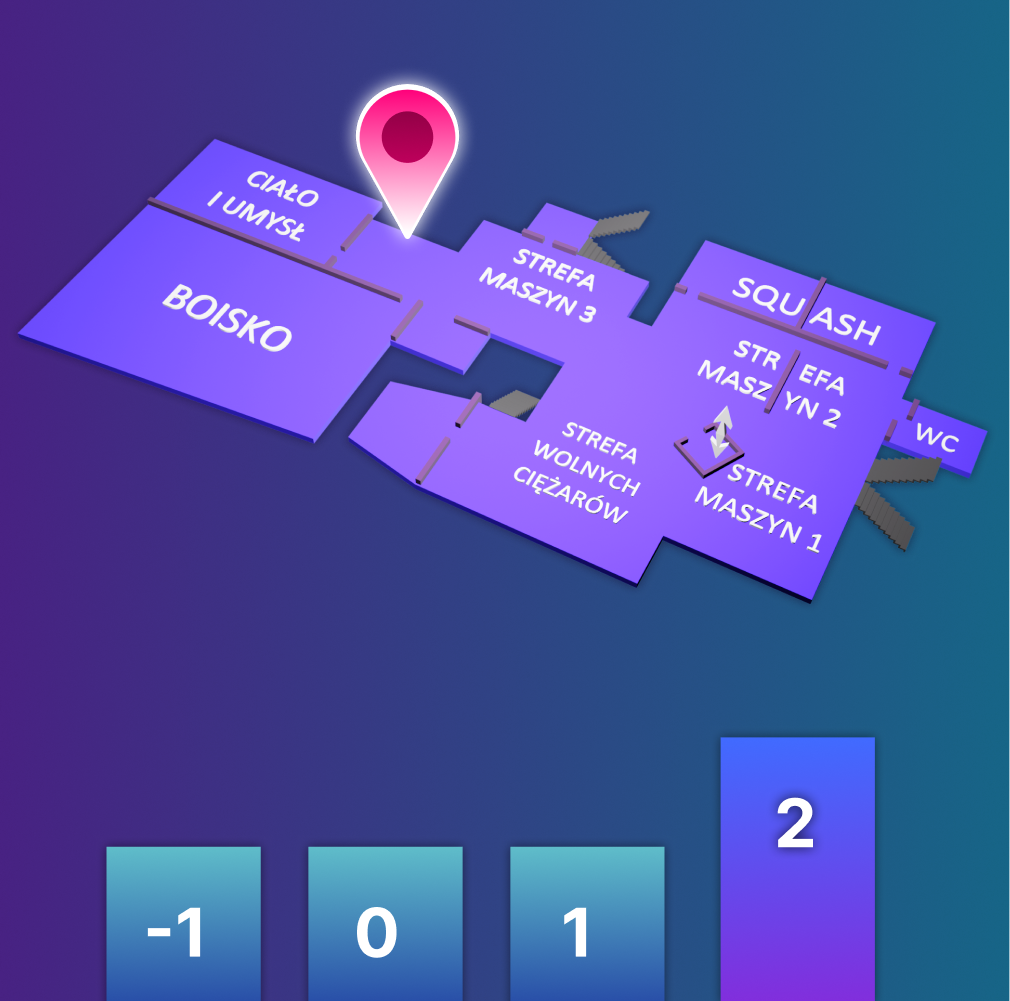 CIAŁO
I UMYSŁ
BOISKO
STREFA
MASZYN 3
SQUASH
STREFA
MASZYN 2
WC
STREFA
WOLNYCH
CIĘŻARÓW
STREFA
MASZYN 1
-1
0
1
2